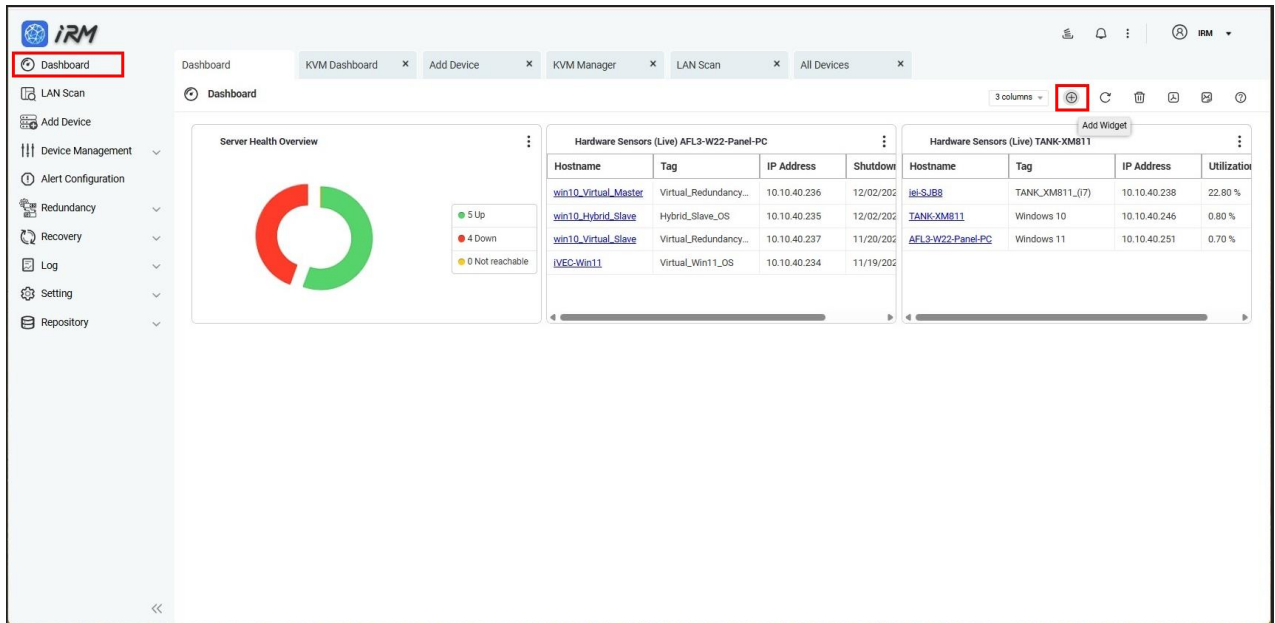 iRM
IRM
Dashboard
LAN Scan
Add Device
Device Management
Alert Configuration
Redundancy
Recovery
Log
Setting
Repository
Dashboard
KVM Dashboard
Add Device
KVM Manager
LAN Scan
All Devices
Dashboard
3 columns
Add Widget
Server Health Overview
5 Up
4 Down
0 Not reachable
Hardware Sensors (Live) AFL3-W22-Panel-PC
Hostname Tag IP Address Shutdown
win10_Virtual_Master Virtual_Redundancy... 10.10.40.236 12/02/202
win10_Hybrid_Slave Hybrid_Slave_OS 10.10.40.235 12/02/202
win10_Virtual_Slave Virtual_Redundancy... 10.10.40.237 11/20/202
iVEC-Win11 Virtual_Win11_OS 10.10.40.234 11/19/202
Hardware Sensors (Live) TANK-XM811
Hostname Tag IP Address Utilization
iei-SJB8 TANK_XM811_(i7) 10.10.40.238 22.80 %
TANK-XM811 Windows 10 10.10.40.246 0.80 %
AFL3-W22-Panel-PC Windows 11 10.10.40.251 0.70 %